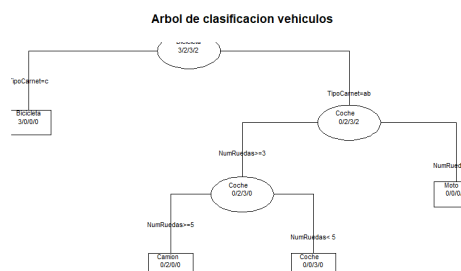 Arbol de clasificacion vehiculos
Bicicleta
3/2/3/2
TipoCarnet=c
TipoCarnet=ab
Bicicleta
3/0/0/0
Coche
0/2/3/2
NumRuedas>=3
NumRued
Coche
0/2/3/0
Moto
0/0/0/
NumRuedas>=5
NumRuedas< 5
Camion
0/2/0/0
Coche
0/0/3/0